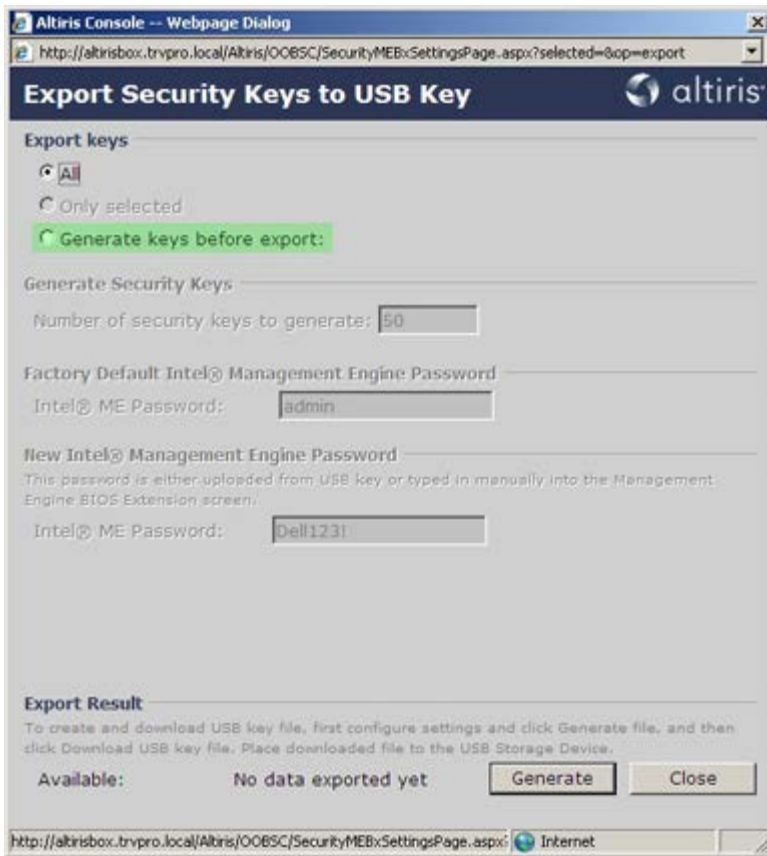 Altiris Console -- Webpage Dialog
http://altirisbox.trvpro.local/Altiris/OOBSC/SecurityMEBxSettingsPage.aspx?selected=&op=export
Export Security Keys to USB Key
altiris
Export keys
All
Only selected
Generate keys before export:
Generate Security Keys
Number of security keys to generate: 50
Factory Default Intel® Management Engine Password
Intel® ME Password: admin
New Intel® Management Engine Password
This password is either uploaded from USB key or typed in manually into the Management
Engine BIOS Extension screen.
Intel® ME Password: Dell123!
Export Result
To create and download USB key file, first configure settings and click Generate file, and then
click Download USB key file. Place downloaded file to the USB Storage Device.
Available: No data exported yet Generate Close
http://altirisbox.trvpro.local/Altiris/OOBSC/SecurityMEBxSettingsPage.aspx? Internet